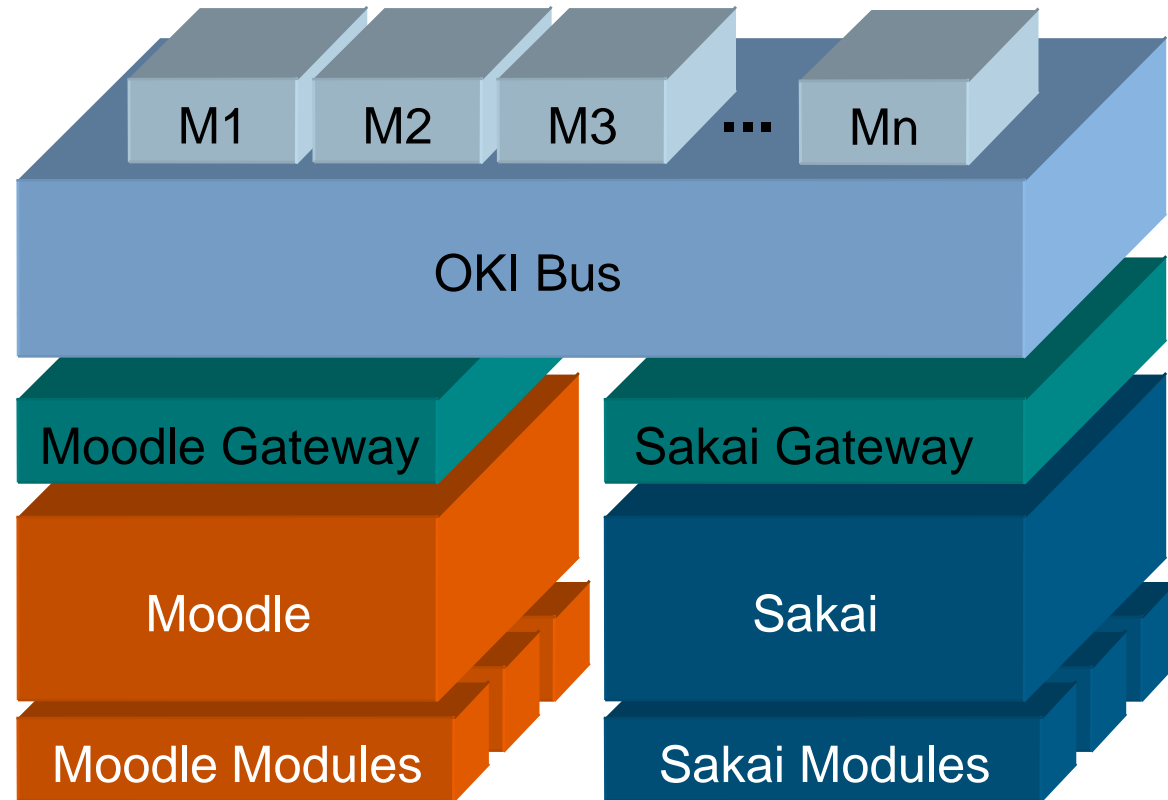 M1 M2 M3 ... Mn
OKI Bus
Moodle Gateway Sakai Gateway
Moodle Sakai
Moodle Modules Sakai Modules